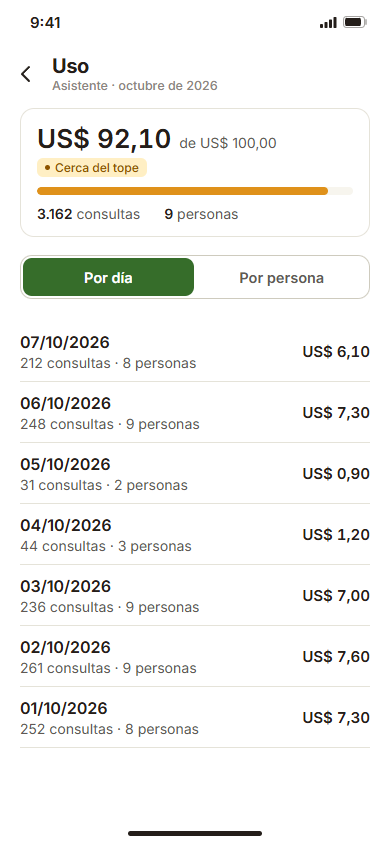 9:41
Uso
Asistente · octubre de 2026
US$ 92,10 de US$ 100,00
Cerca del tope
3.162 consultas 9 personas
Por día Por persona
07/10/2026
212 consultas · 8 personas
US$ 6,10
06/10/2026
248 consultas · 9 personas
US$ 7,30
05/10/2026
31 consultas · 2 personas
US$ 0,90
04/10/2026
44 consultas · 3 personas
US$ 1,20
03/10/2026
236 consultas · 9 personas
US$ 7,00
02/10/2026
261 consultas · 9 personas
US$ 7,60
01/10/2026
252 consultas · 8 personas
US$ 7,30